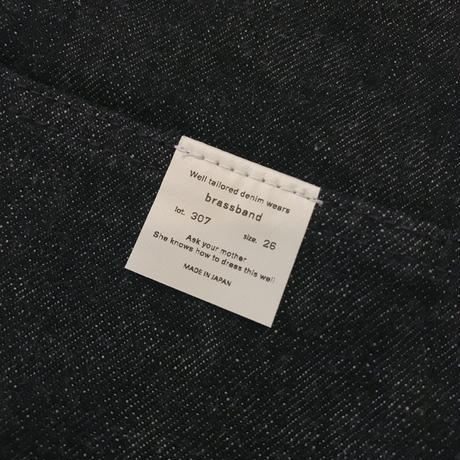 Well tailored denim wears
brassband
lot. 307 size. 26
Ask your mother
She knows how to dress this well
MADE IN JAPAN